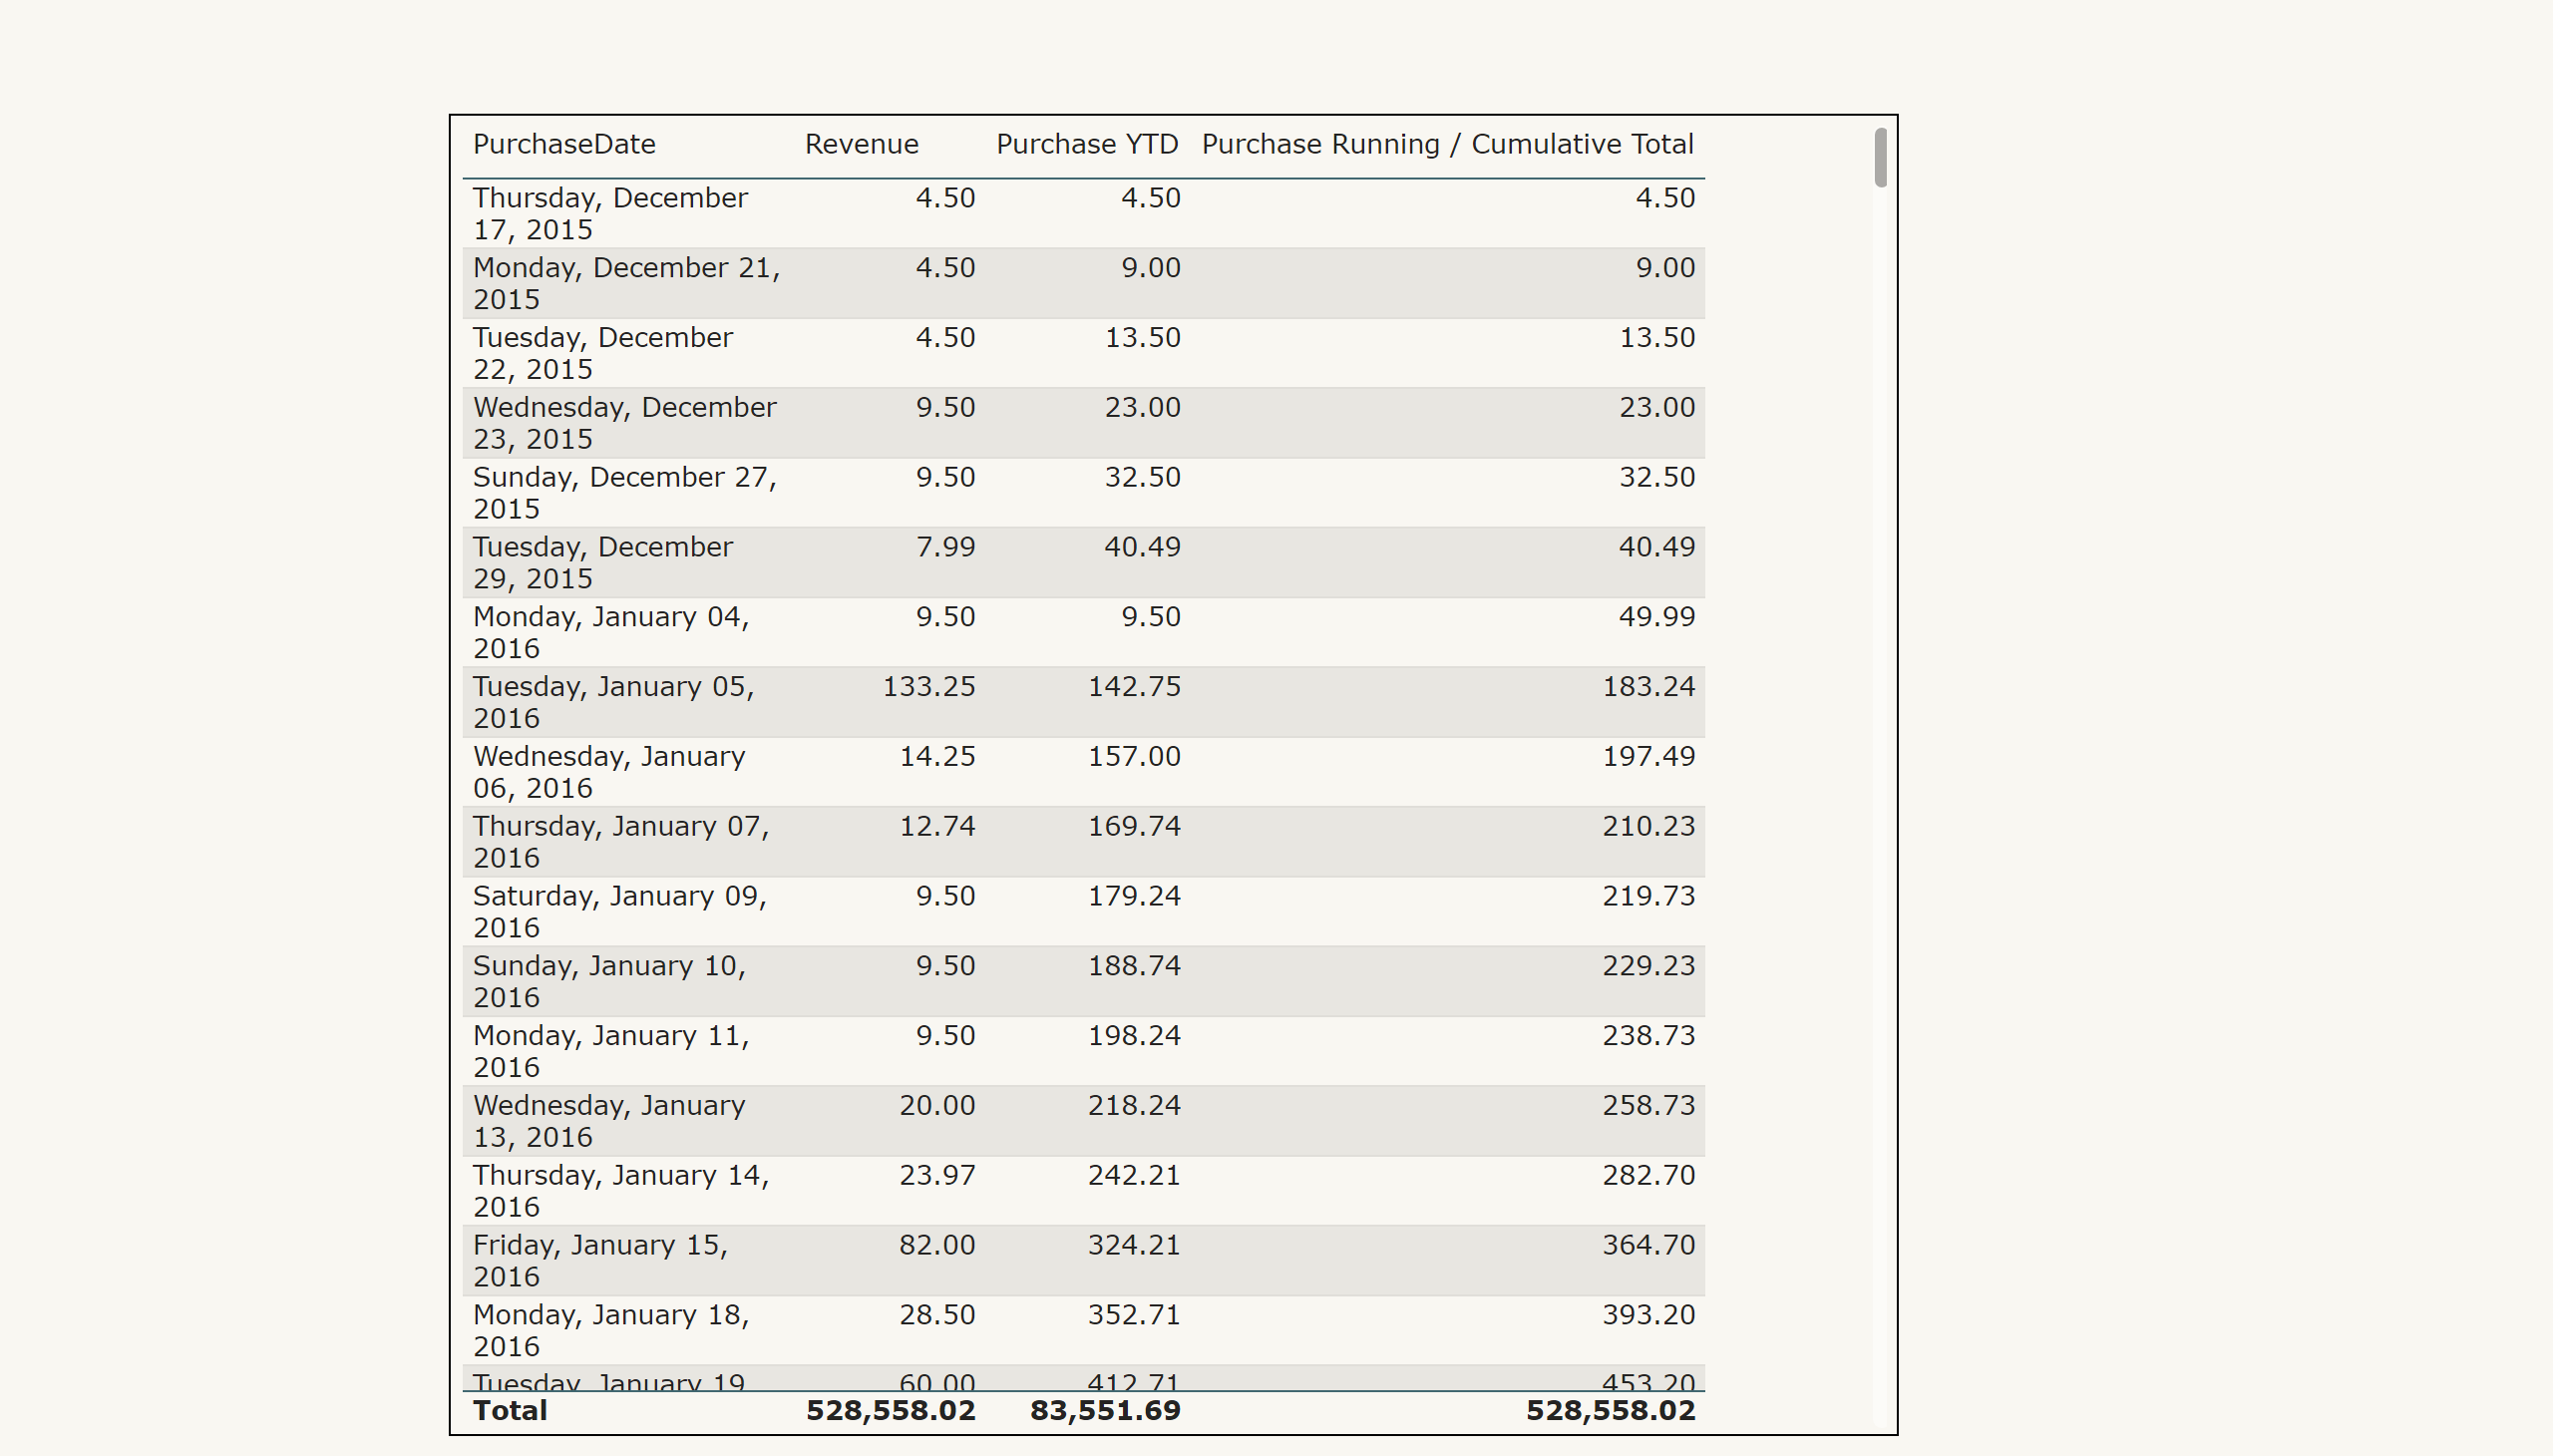 PurchaseDate Revenue Purchase YTD Purchase Running / Cumulative Total
Thursday, December 4.50 4.50 4.50
17, 2015
Monday, December 21, 4.50 9.00 9.00
2015
Tuesday, December 4.50 13.50 13.50
22, 2015
Wednesday, December 9.50 23.00 23.00
23, 2015
Sunday, December 27, 9.50 32.50 32.50
2015
Tuesday, December 7.99 40.49 40.49
29, 2015
Monday, January 04, 9.50 9.50 49.99
2016
Tuesday, January 05, 133.25 142.75 183.24
2016
Wednesday, January 14.25 157.00 197.49
06, 2016
Thursday, January 07, 12.74 169.74 210.23
2016
Saturday, January 09, 9.50 179.24 219.73
2016
Sunday, January 10, 9.50 188.74 229.23
2016
Monday, January 11, 9.50 198.24 238.73
2016
Wednesday, January 20.00 218.24 258.73
13, 2016
Thursday, January 14, 23.97 242.21 282.70
2016
Friday, January 15, 82.00 324.21 364.70
2016
Monday, January 18, 28.50 352.71 393.20
2016
Tuesday, January 19 60.00 412.71 453.20
Total 528,558.02 83,551.69 528,558.02